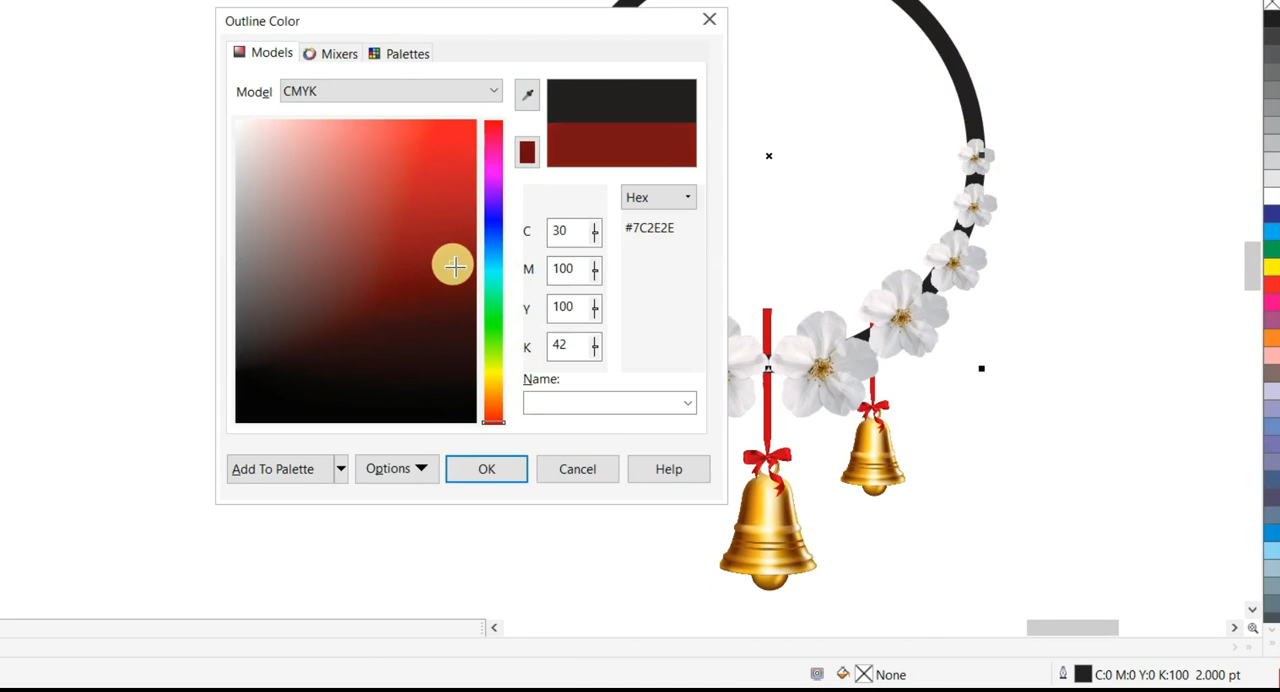 Outline Color
Models Mixers Palettes
Model CMYK
Hex
#7C2E2E
C 30
M 100
Y 100
K 42
Name:
Add To Palette Options OK Cancel Help
None C:0 M:0 Y:0 K:100 2.000 pt